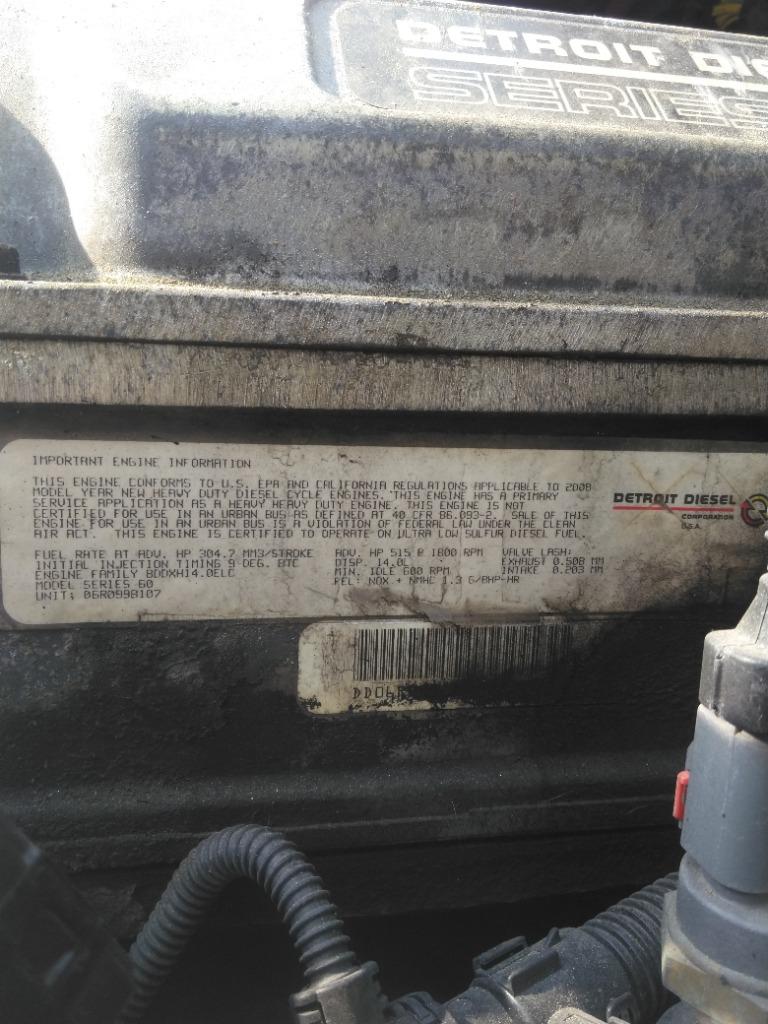 DETROIT DIE
SERIES
IMPORTANT ENGINE INFORMATION
THIS ENGINE CONFORMS TO U.S. EPA AND CALIFORNIA REGULATIONS APPLICABLE TO 2008
MODEL YEAR NEW HEAVY DUTY DIESEL CYCLE ENGINES. THIS ENGINE HAS A PRIMARY
SERVICE APPLICATION AS A HEAVY HEAVY DUTY ENGINE. THIS ENGINE IS NOT
CERTIFIED FOR USE IN AN URBAN BUS AS DEFINED AT 40 CFR 86.093-2. SALE OF THIS
ENGINE FOR USE IN AN URBAN BUS IS A VIOLATION OF FEDERAL LAW UNDER THE CLEAN
AIR ACT. THIS ENGINE IS CERTIFIED TO OPERATE ON ULTRA LOW SULFUR DIESEL FUEL.
DETROIT DIESEL
CORPORATION
U.S.A.
FUEL RATE AT ADV. HP 304.7 MM3/STROKE ADV. HP 515 @ 1800 RPM VALVE LASH:
INITIAL INJECTION TIMING 9 DEG. BTC DISP. 14.0L EXHAUST 0.508 MM
ENGINE FAMILY 8DDXH14.0ELC MIN. IDLE 600 RPM INTAKE 0.203 MM
MODEL SERIES 60 FEL: NOX + NMHC 1.3 G/BHP-HR
UNIT: 06R0998107
DD06R